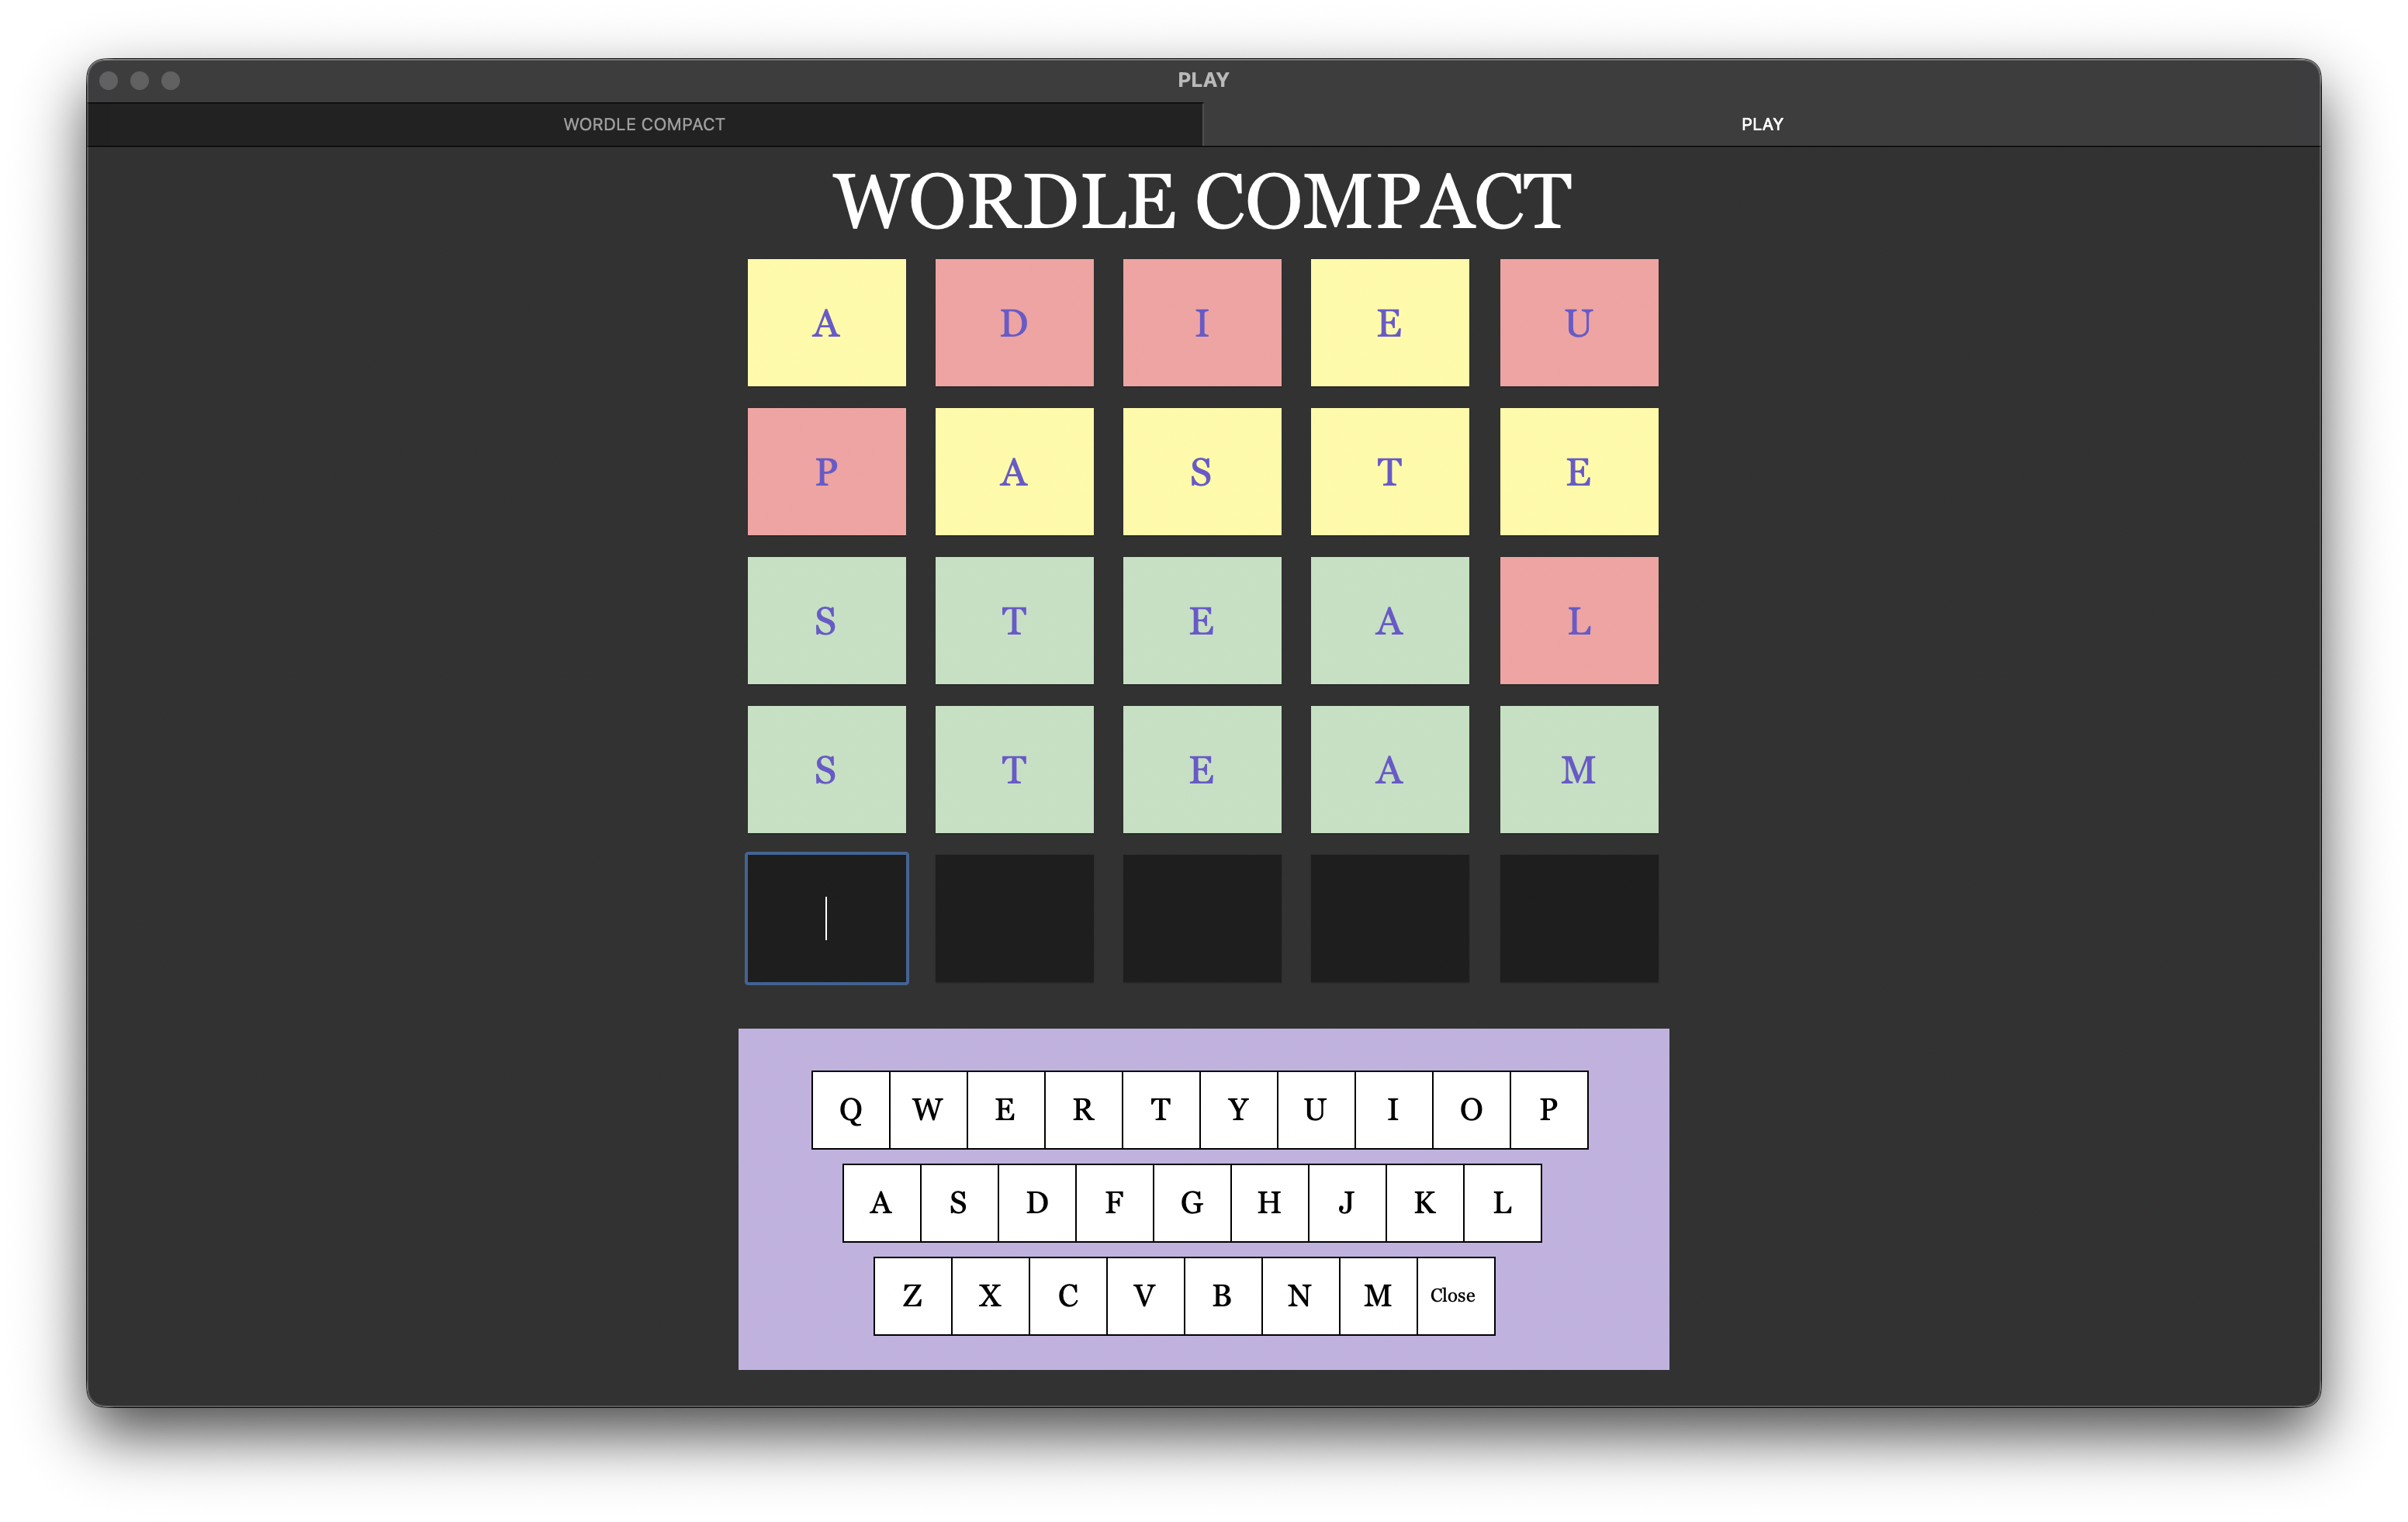 PLAY
WORDLE COMPACT PLAY
WORDLE COMPACT
A D I E U
P A S T E
S T E A L
S T E A M
Q W E R T Y U I O P
A S D F G H J K L
Z X C V B N M Close